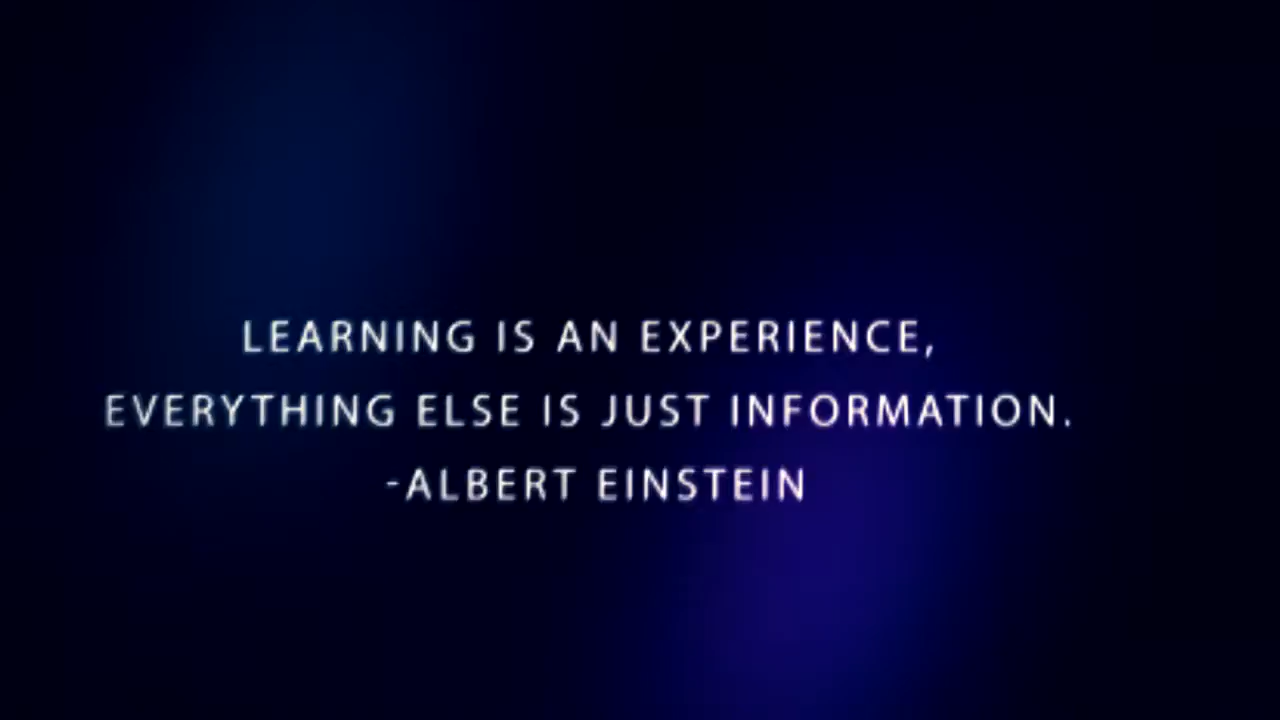 LEARNING IS AN EXPERIENCE,
EVERYTHING ELSE IS JUST INFORMATION.
-ALBERT EINSTEIN